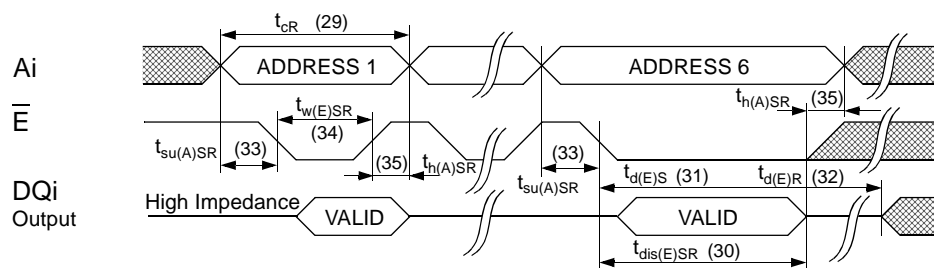 t_cR (29)
Ai
ADDRESS 1
ADDRESS 6
E
t_w(E)SR
(34)
t_h(A)SR (35)
t_su(A)SR
(33)
(35)
t_h(A)SR
(33)
t_su(A)SR
t_d(E)S (31)
t_d(E)R (32)
DQi
Output
High Impedance
VALID
VALID
t_dis(E)SR (30)